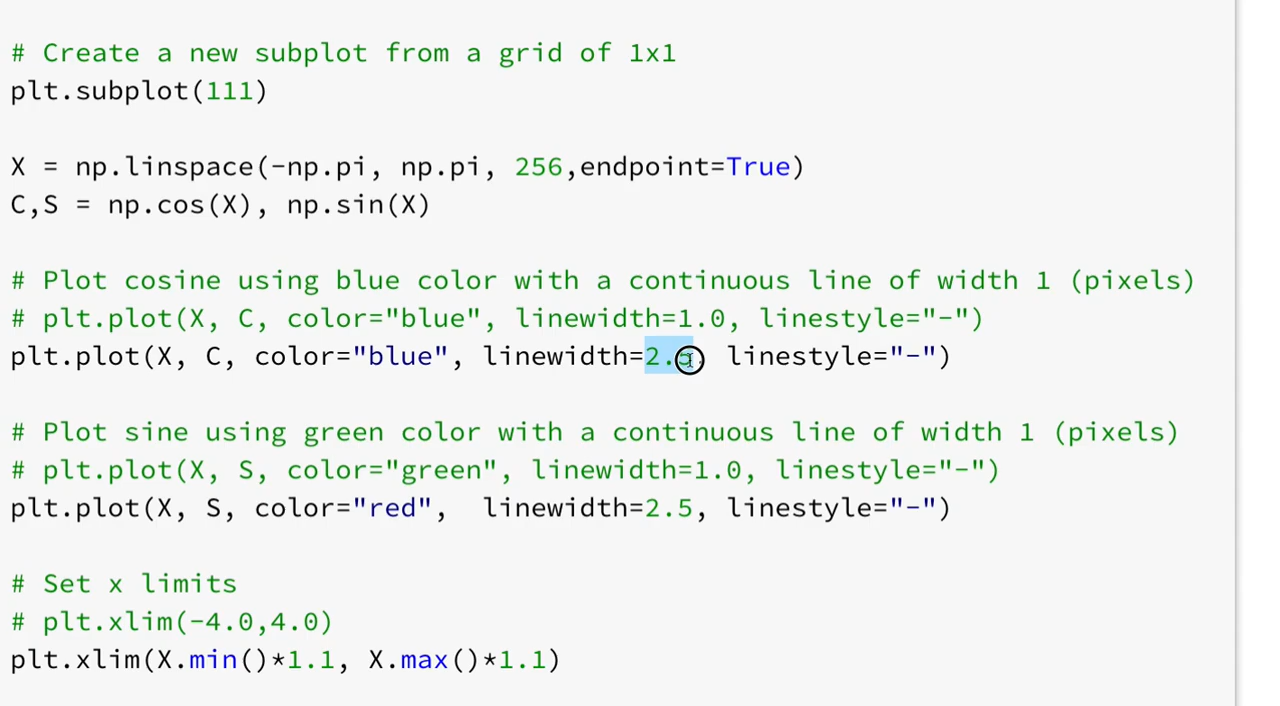 # Create a new subplot from a grid of 1x1
plt.subplot(111)
X = np.linspace(-np.pi, np.pi, 256,endpoint=True)
C,S = np.cos(X), np.sin(X)
# Plot cosine using blue color with a continuous line of width 1 (pixels)
# plt.plot(X, C, color="blue", linewidth=1.0, linestyle="-")
plt.plot(X, C, color="blue", linewidth=2.5, linestyle="-")
# Plot sine using green color with a continuous line of width 1 (pixels)
# plt.plot(X, S, color="green", linewidth=1.0, linestyle="-")
plt.plot(X, S, color="red",  linewidth=2.5, linestyle="-")
# Set x limits
# plt.xlim(-4.0,4.0)
plt.xlim(X.min()*1.1, X.max()*1.1)